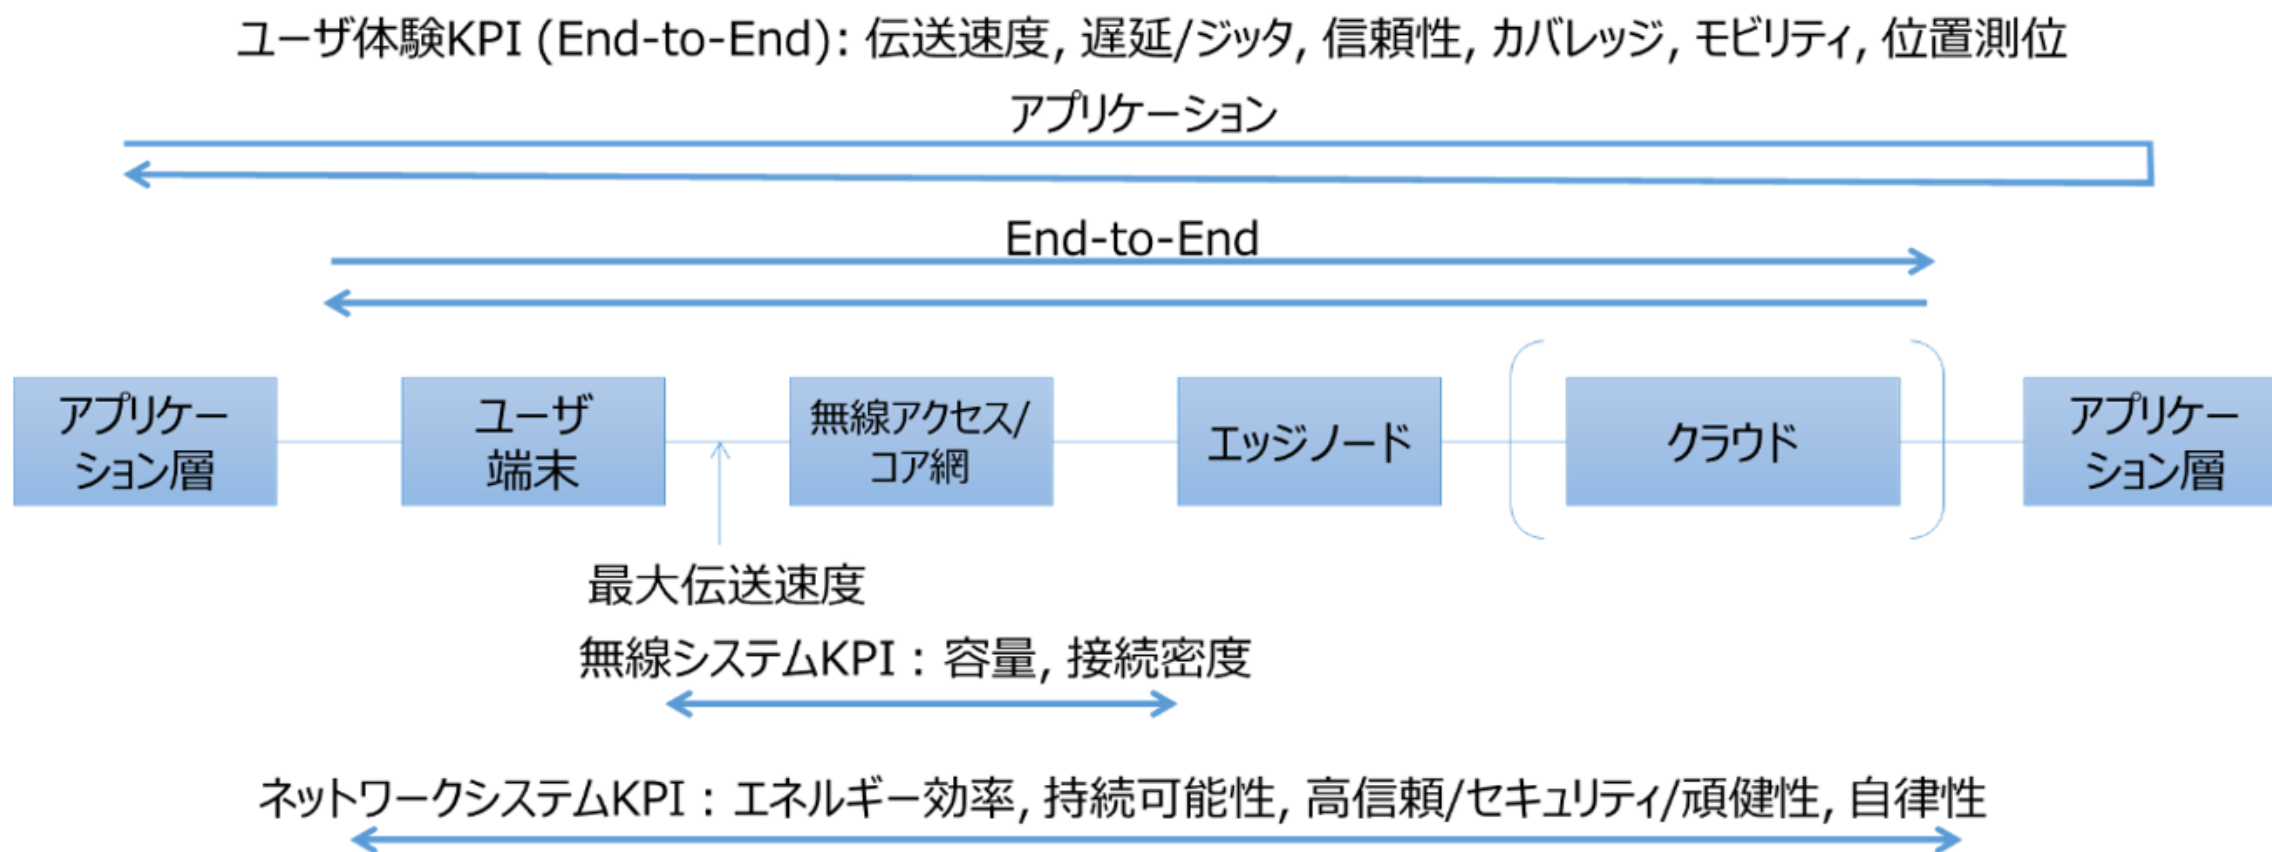 ユーザ体験KPI (End-to-End): 伝送速度, 遅延/ジッタ, 信頼性, カバレッジ, モビリティ, 位置測位
アプリケーション
End-to-End
アプリケー
ション層
ユーザ
端末
無線アクセス/
コア網
エッジノード
クラウド
アプリケー
ション層
最大伝送速度
無線システムKPI：容量, 接続密度
ネットワークシステムKPI：エネルギー効率, 持続可能性, 高信頼/セキュリティ/頑健性, 自律性